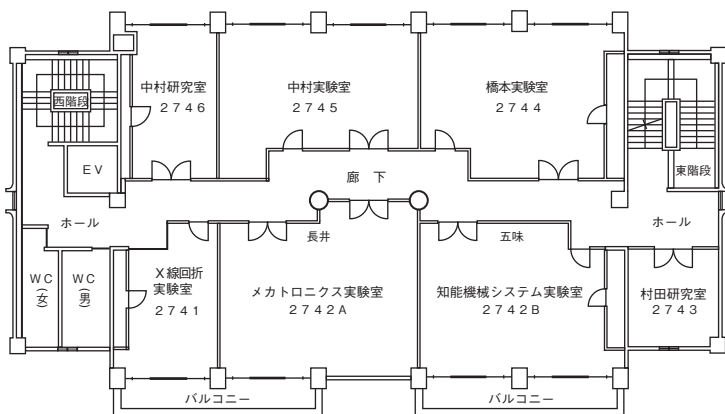 中村研究室
２７４６
中村実験室
２７４５
橋本実験室
２７４４
西階段
ＥＶ
東階段
廊　下
ホール
ホール
長井
五味
Ｘ線回折
実験室
２７４１
メカトロニクス実験室
２７４２Ａ
知能機械システム実験室
２７４２Ｂ
村田研究室
２７４３
ＷＣ
(女)
ＷＣ
(男)
バルコニー
バルコニー